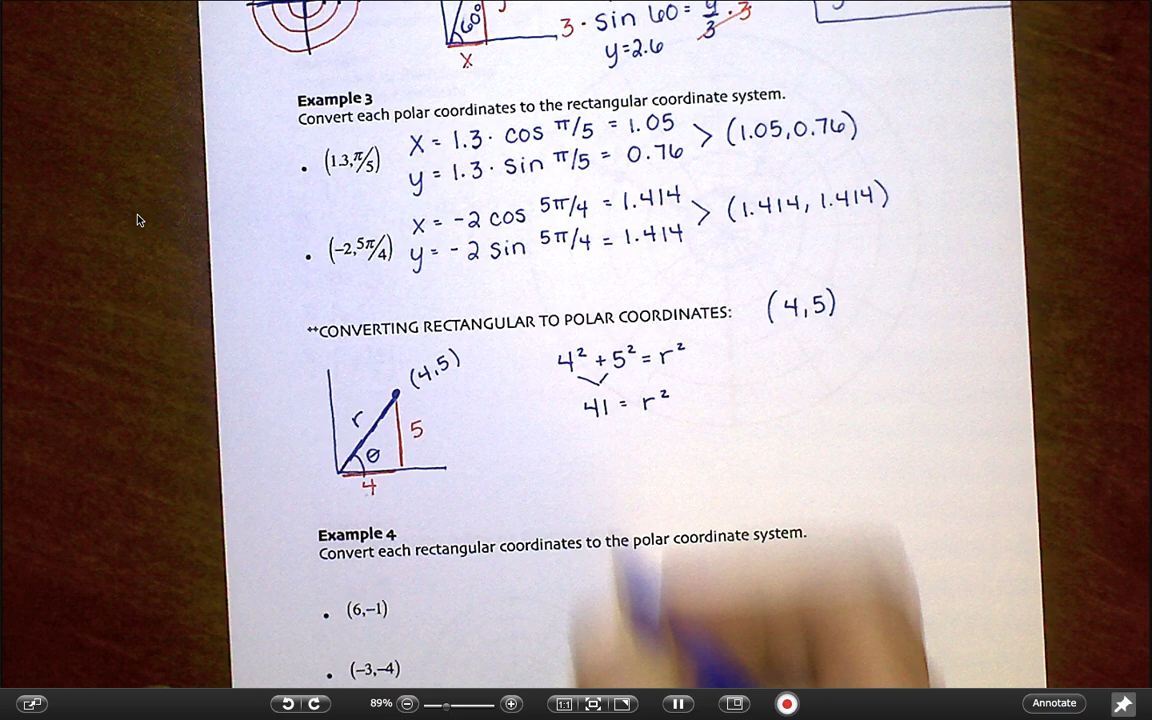 60°
x
3 · sin 60 = y/3 · 3
y=2.6
Example 3
Convert each polar coordinates to the rectangular coordinate system.
• (1.3,π/5) x = 1.3 · cos π/5 = 1.05 > (1.05,0.76)
y = 1.3 · sin π/5 = 0.76
x = -2 cos 5π/4 = 1.414 > (1.414, 1.414)
• (-2,5π/4) y = - 2 sin 5π/4 = 1.414
**CONVERTING RECTANGULAR TO POLAR COORDINATES: (4,5)
(4,5)
4² + 5² = r²
41 = r²
r
5
θ
4
Example 4
Convert each rectangular coordinates to the polar coordinate system.
• (6,−1)
• (−3,−4)
89%
1:1
Annotate